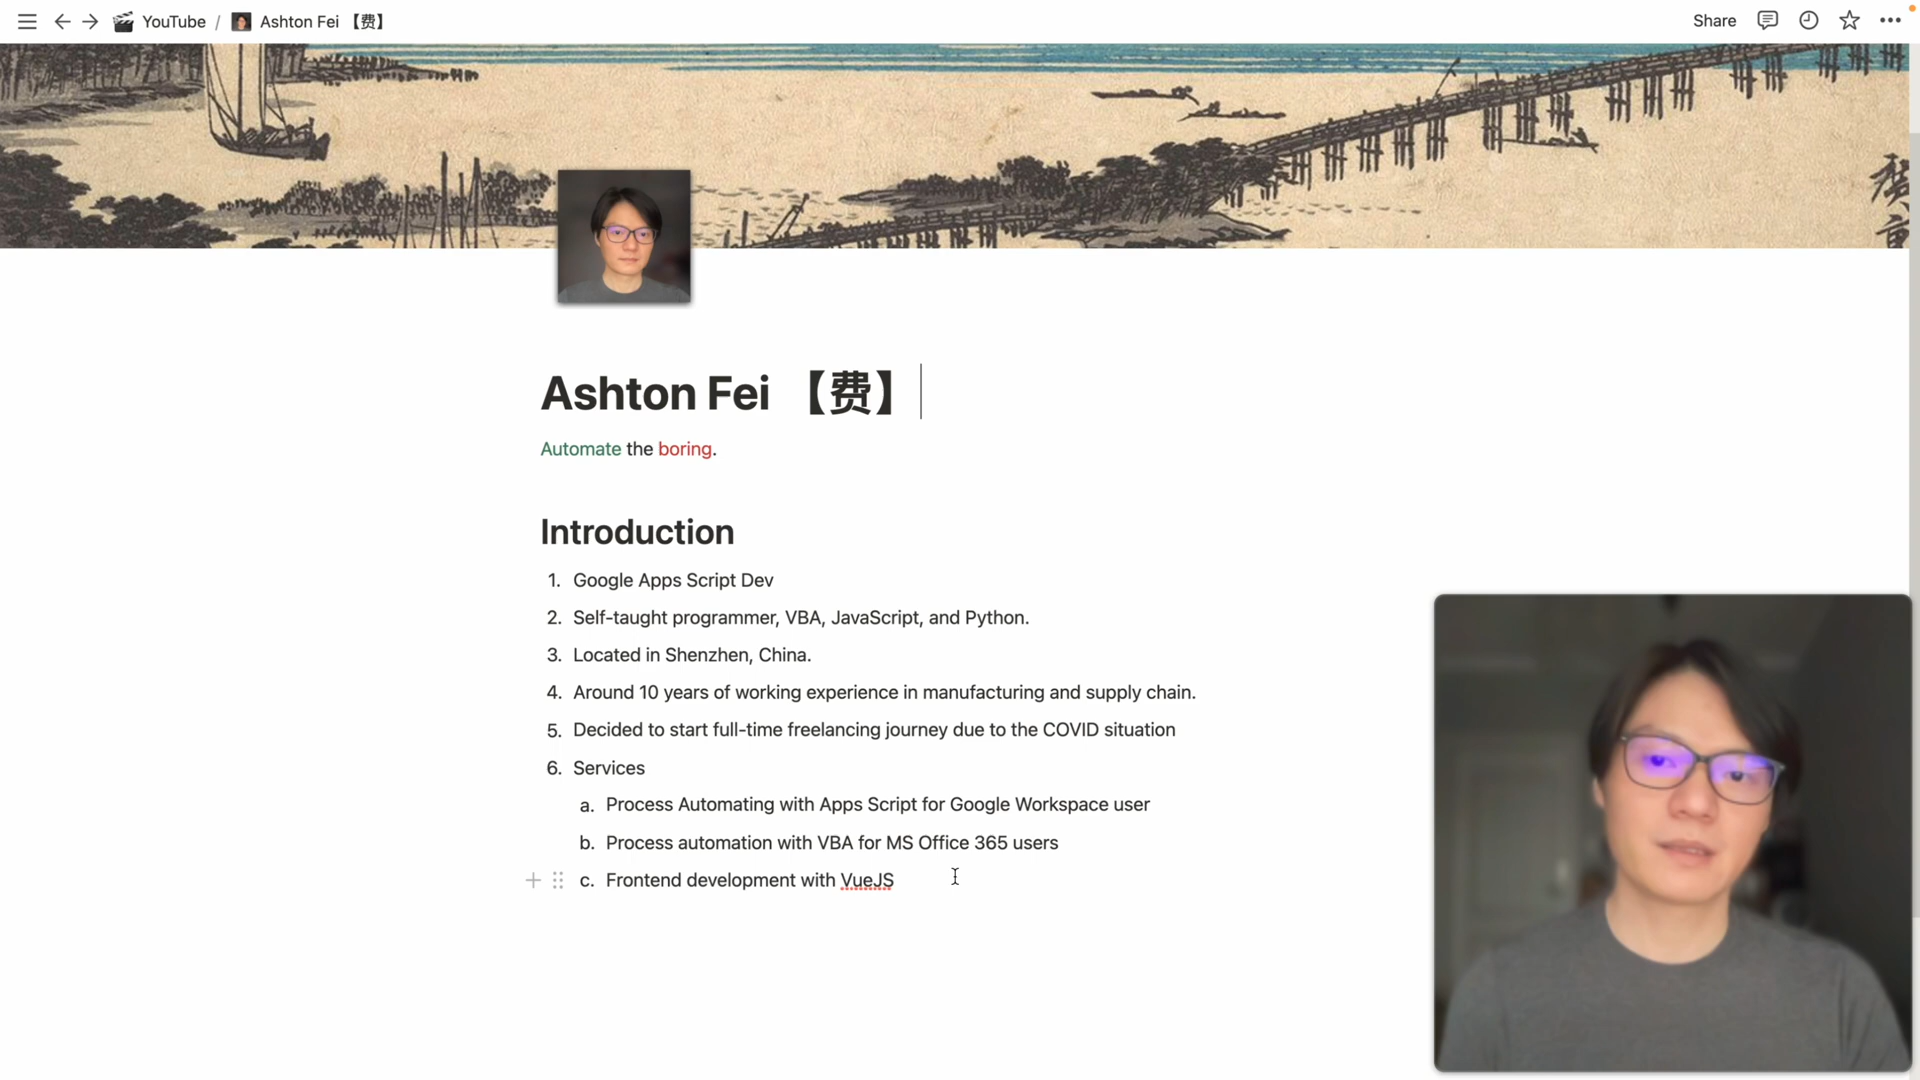 YouTube / Ashton Fei 【费】
Share
Ashton Fei 【费】
Automate the boring.
Introduction
1. Google Apps Script Dev
2. Self-taught programmer, VBA, JavaScript, and Python.
3. Located in Shenzhen, China.
4. Around 10 years of working experience in manufacturing and supply chain.
5. Decided to start full-time freelancing journey due to the COVID situation
6. Services
a. Process Automating with Apps Script for Google Workspace user
b. Process automation with VBA for MS Office 365 users
c. Frontend development with VueJS